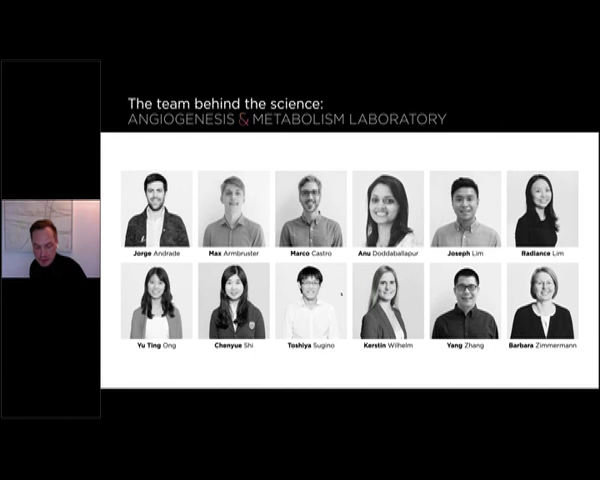 The team behind the science:
ANGIOGENESIS & METABOLISM LABORATORY
Jorge Andrade Max Armbruster Marco Castro Anu Doddaballapur Joseph Lim Radiance Lim
Yu Ting Ong Chenyue Shi Toshiya Sugino Kerstin Wilhelm Yang Zhang Barbara Zimmermann